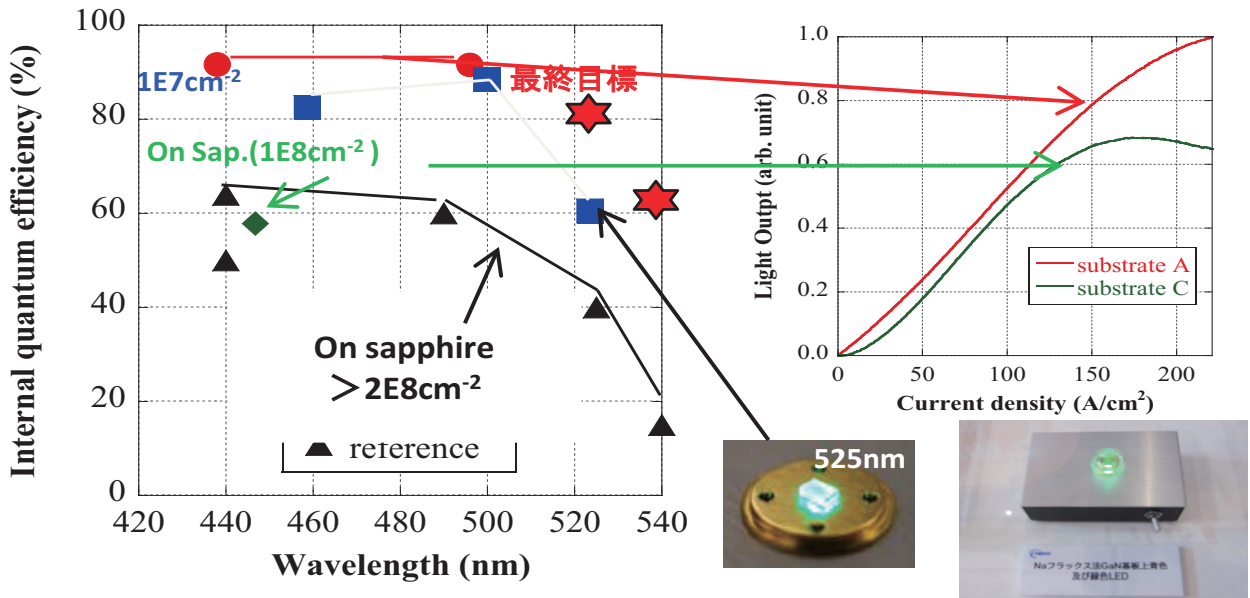 Internal quantum efficiency (%)
100
80
60
40
20
0
1E7cm-2
最終目標
On Sap.(1E8cm-2 )
On sapphire
＞2E8cm-2
reference
420 440 460 480 500 520 540
Wavelength (nm)
Light Outpt (arb. unit)
1.0
0.8
0.6
0.4
0.2
0.0
substrate A
substrate C
0 50 100 150 200
Current density (A/cm2)
525nm
Naフラックス法GaN基板上青色
及び緑色LED